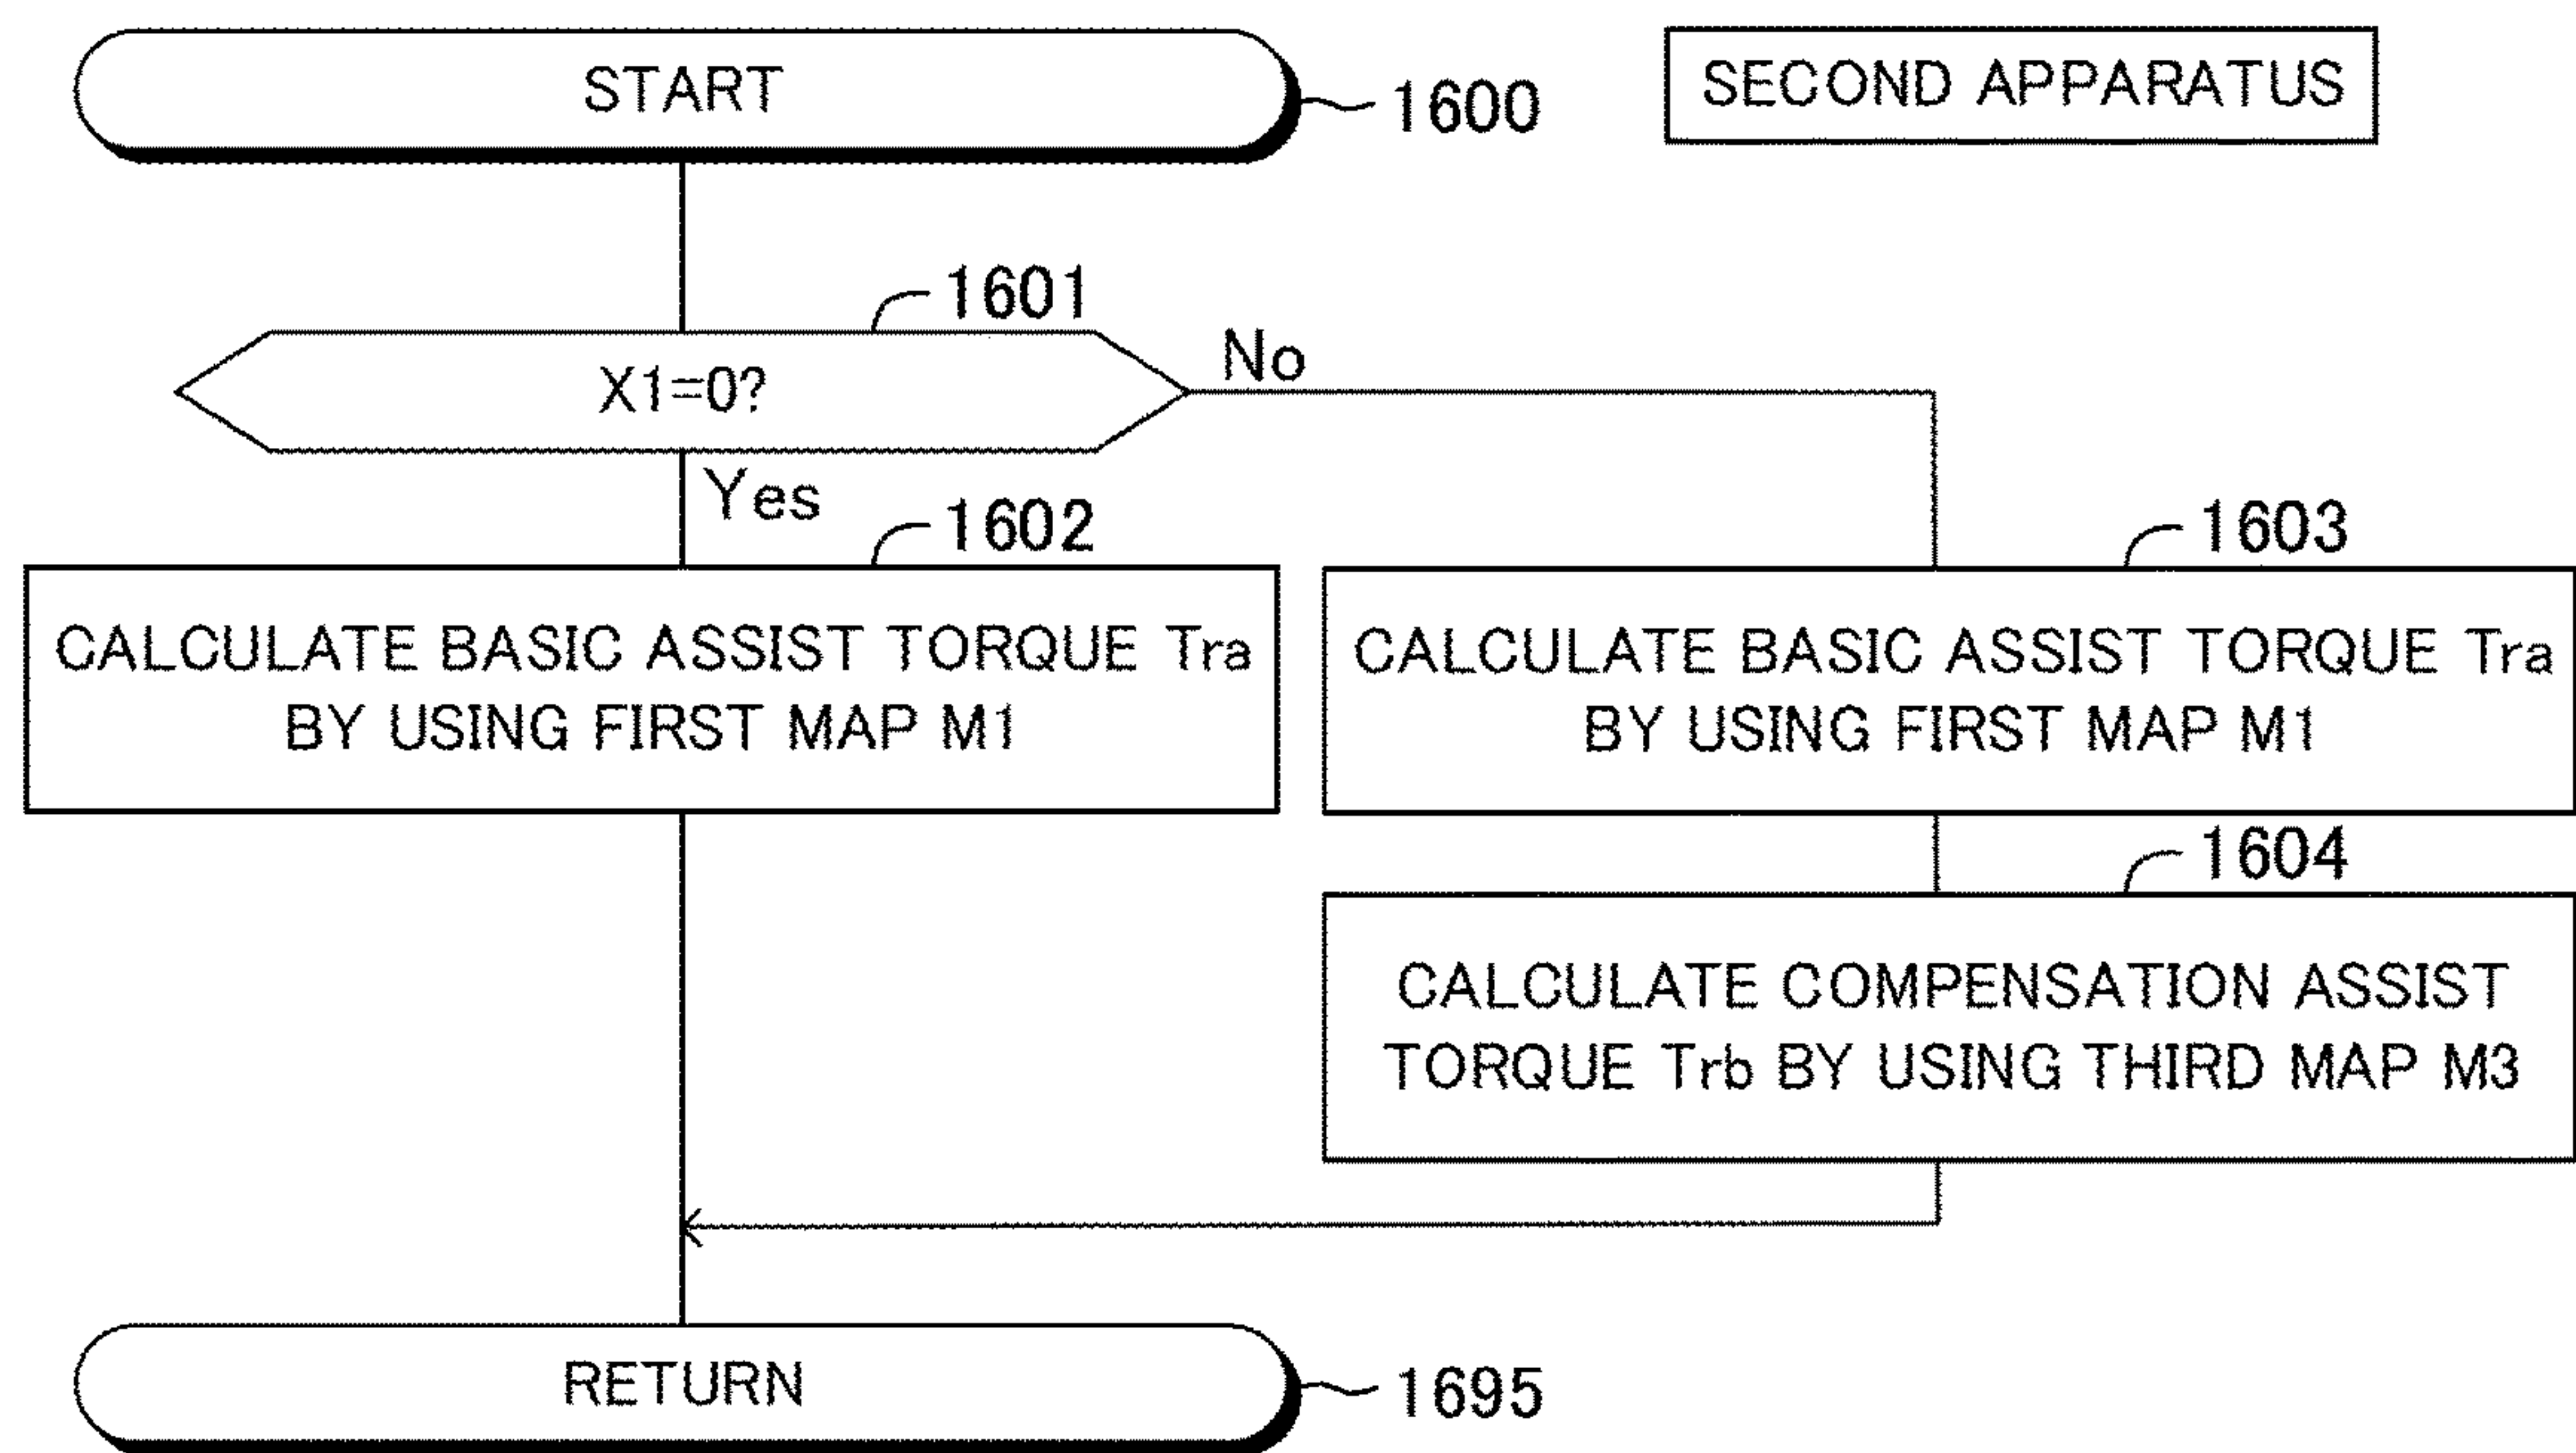 START
1600
SECOND APPARATUS
1601
X1=0?
No
Yes
1602
CALCULATE BASIC ASSIST TORQUE Tra
BY USING FIRST MAP M1
1603
CALCULATE BASIC ASSIST TORQUE Tra
BY USING FIRST MAP M1
1604
CALCULATE COMPENSATION ASSIST
TORQUE Trb BY USING THIRD MAP M3
RETURN
1695